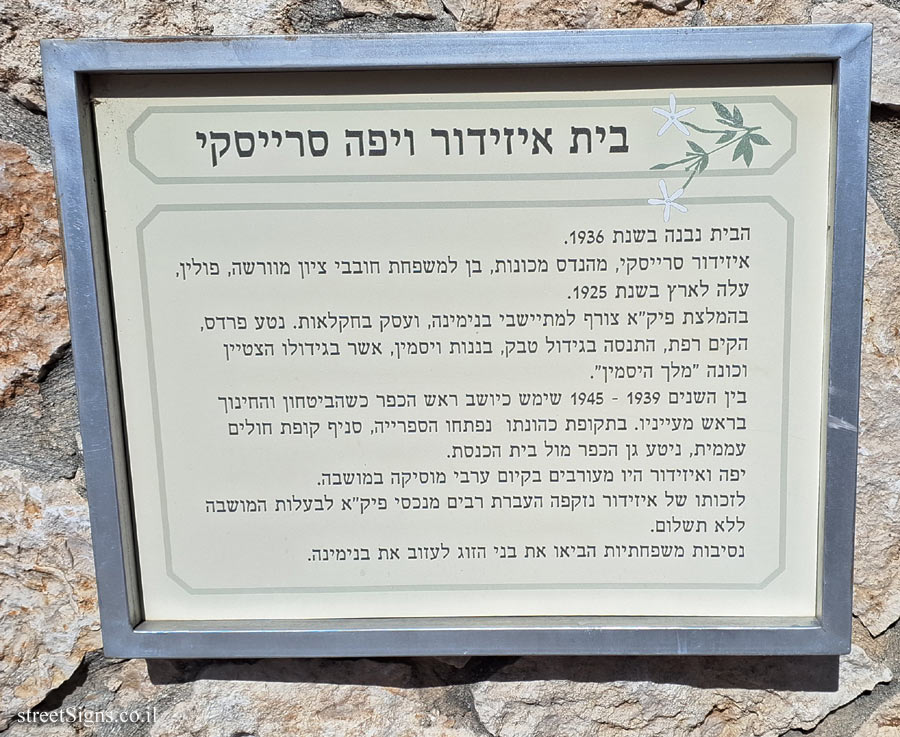 בית איזידור ויפה סרייסקי
הבית נבנה בשנת 1936.
איזידור סרייסקי, מהנדס מכונות, בן למשפחת חובבי ציון מוורשה, פולין,
עלה לארץ בשנת 1925.
בהמלצת פיק"א צורף למתיישבי בנימינה, ועסק בחקלאות. נטע פרדס,
הקים רפת, התנסה בגידול טבק, בננות ויסמין, אשר בגידולו הצטיין
וכונה "מלך היסמין".
בין השנים 1939 - 1945 שימש כיושב ראש הכפר כשהביטחון והחינוך
בראש מעייניו. בתקופת כהונתו נפתחו הספרייה, סניף קופת חולים
עממית, ניטע גן הכפר מול בית הכנסת.
יפה ואיזידור היו מעורבים בקיום ערבי מוסיקה במושבה.
לזכותו של איזידור נזקפה העברת רבים מנכסי פיק"א לבעלות המושבה
ללא תשלום.
נסיבות משפחתיות הביאו את בני הזוג לעזוב את בנימינה.
streetSigns.co.il